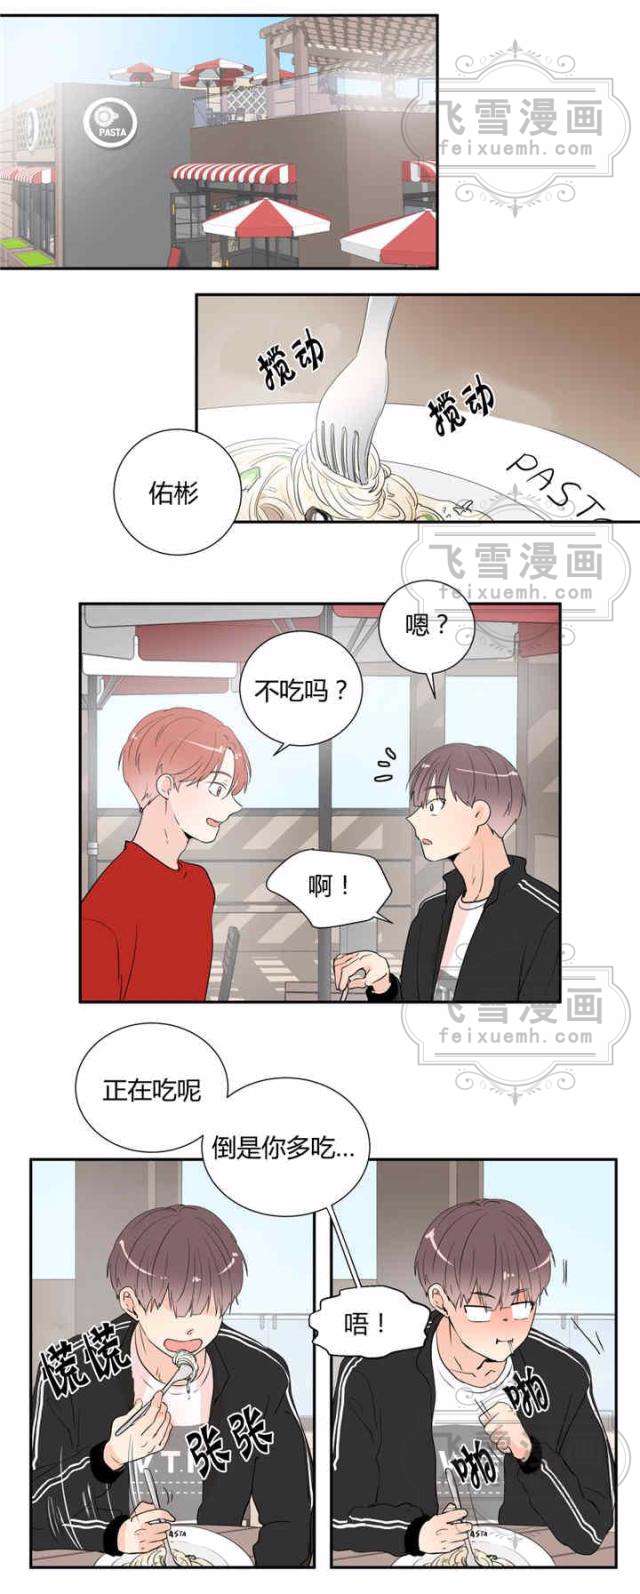 飞雪漫画
feixuemh.com
PASTA
搅动
搅动
PASTA
佑彬
飞雪漫画
feixuemh.com
嗯？
不吃吗？
啊！
飞雪漫画
feixuemh.com
正在吃呢
倒是你多吃...
唔！
慌慌
张张
啪
啪
V.T.
PASTA
PASTA